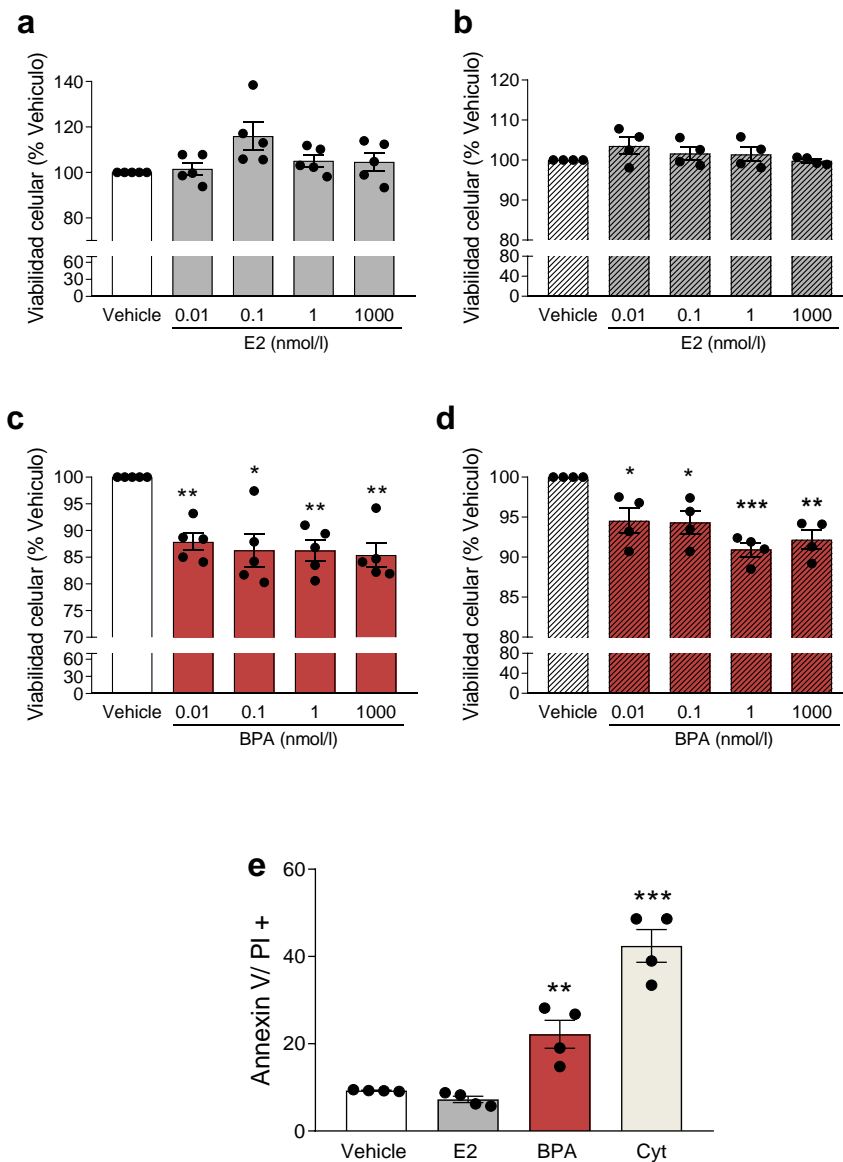 a
Viabilidad celular (% Vehiculo)
140
120
100
80
60
30
0
Vehicle 0.01 0.1 1 1000
E2 (nmol/l)
b
Viabilidad celular (% Vehiculo)
120
110
100
90
80
80
40
0
Vehicle 0.01 0.1 1 1000
E2 (nmol/l)
c
Viabilidad celular (% Vehiculo)
100
95
90
85
80
75
70
60
30
0
** * ** **
Vehicle 0.01 0.1 1 1000
BPA (nmol/l)
d
Viabilidad celular (% Vehiculo)
100
95
90
85
80
80
40
0
* * *** **
Vehicle 0.01 0.1 1 1000
BPA (nmol/l)
e
Annexin V/ PI +
60
40
20
0
** ***
Vehicle E2 BPA Cyt